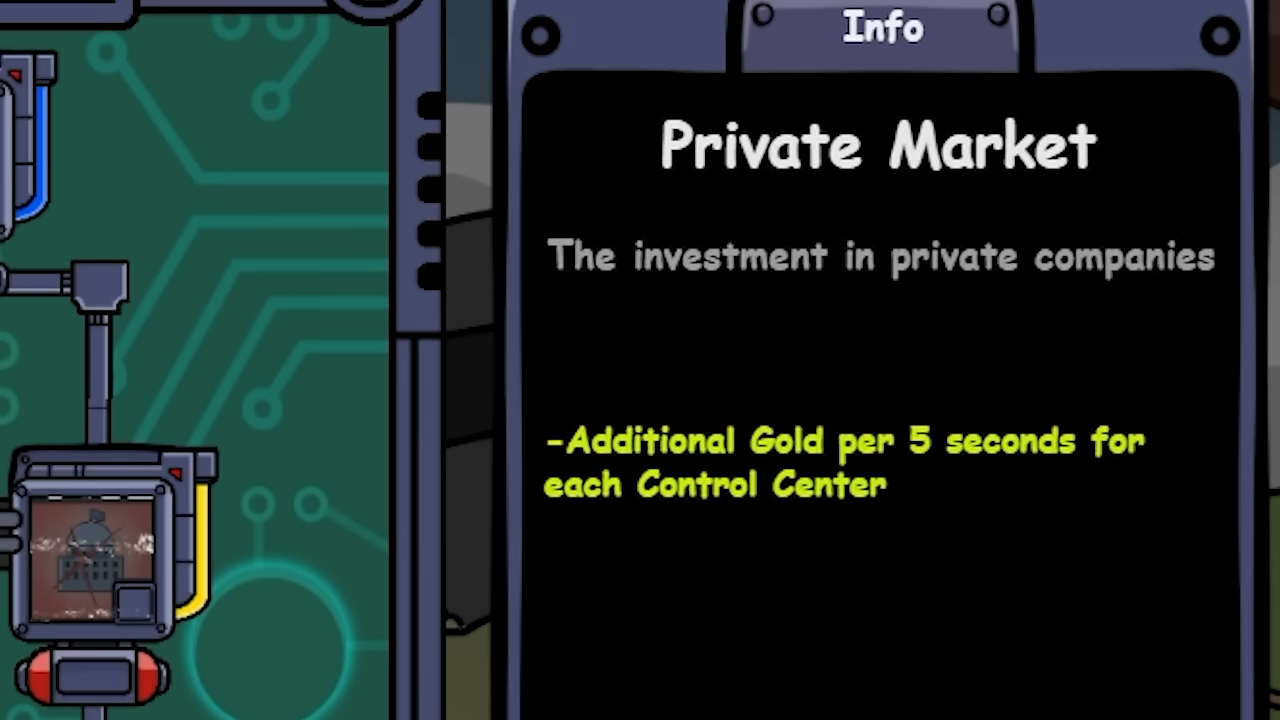 Info
Private Market
The investment in private companies
-Additional Gold per 5 seconds for
each Control Center